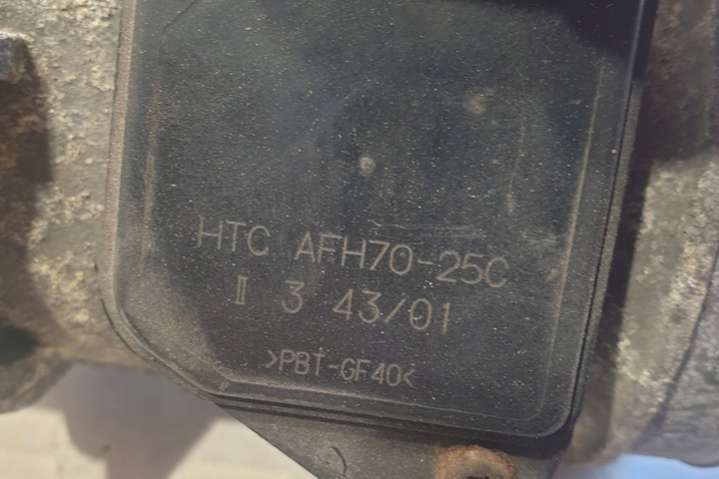 HTC AFH70-25C
II 3 43/01
>PBT-GF40<